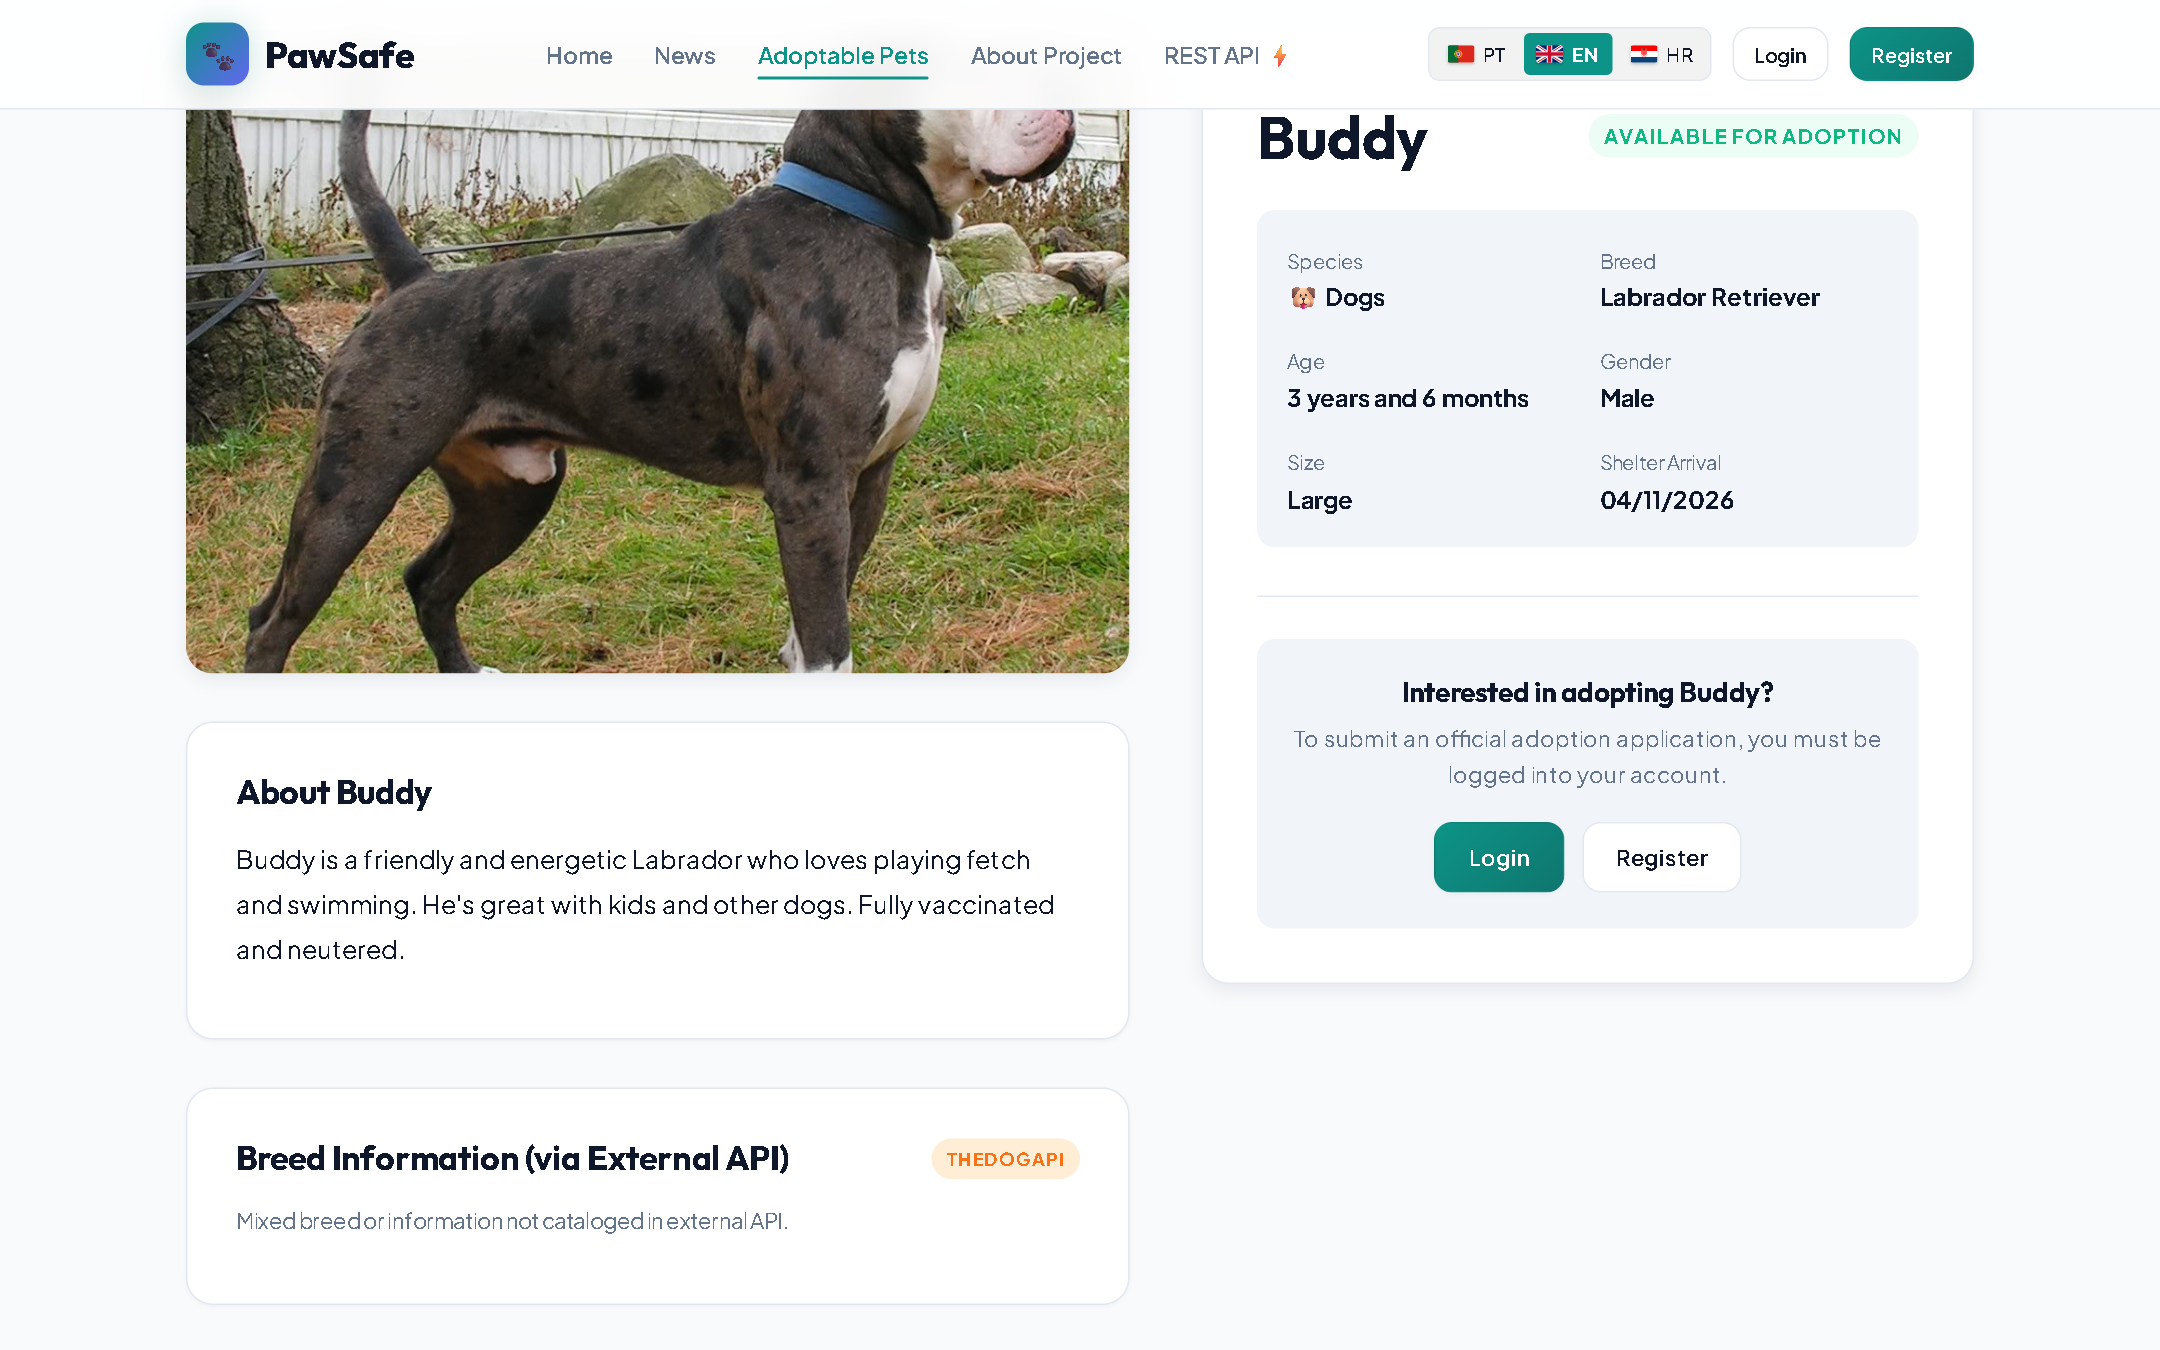 PawSafe
Home
News
Adoptable Pets
About Project
REST API
PT
EN
HR
Login
Register
Buddy
AVAILABLE FOR ADOPTION
Species
Dogs
Breed
Labrador Retriever
Age
3 years and 6 months
Gender
Male
Size
Large
Shelter Arrival
04/11/2026
Interested in adopting Buddy?
To submit an official adoption application, you must be
logged into your account.
Login
Register
About Buddy
Buddy is a friendly and energetic Labrador who loves playing fetch
and swimming. He's great with kids and other dogs. Fully vaccinated
and neutered.
Breed Information (via External API)
THEDOGAPI
Mixed breed or information not cataloged in external API.